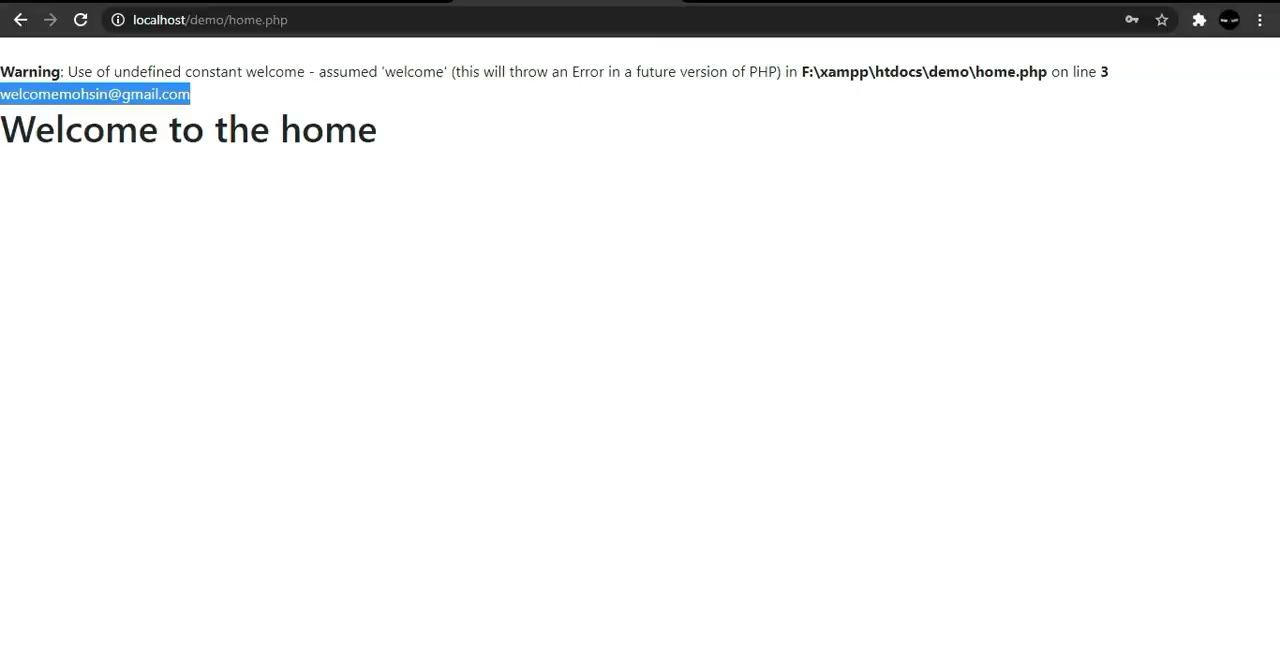 localhost/demo/home.php
Warning: Use of undefined constant welcome - assumed 'welcome' (this will throw an Error in a future version of PHP) in F:\xampp\htdocs\demo\home.php on line 3
welcomemohsin@gmail.com
Welcome to the home